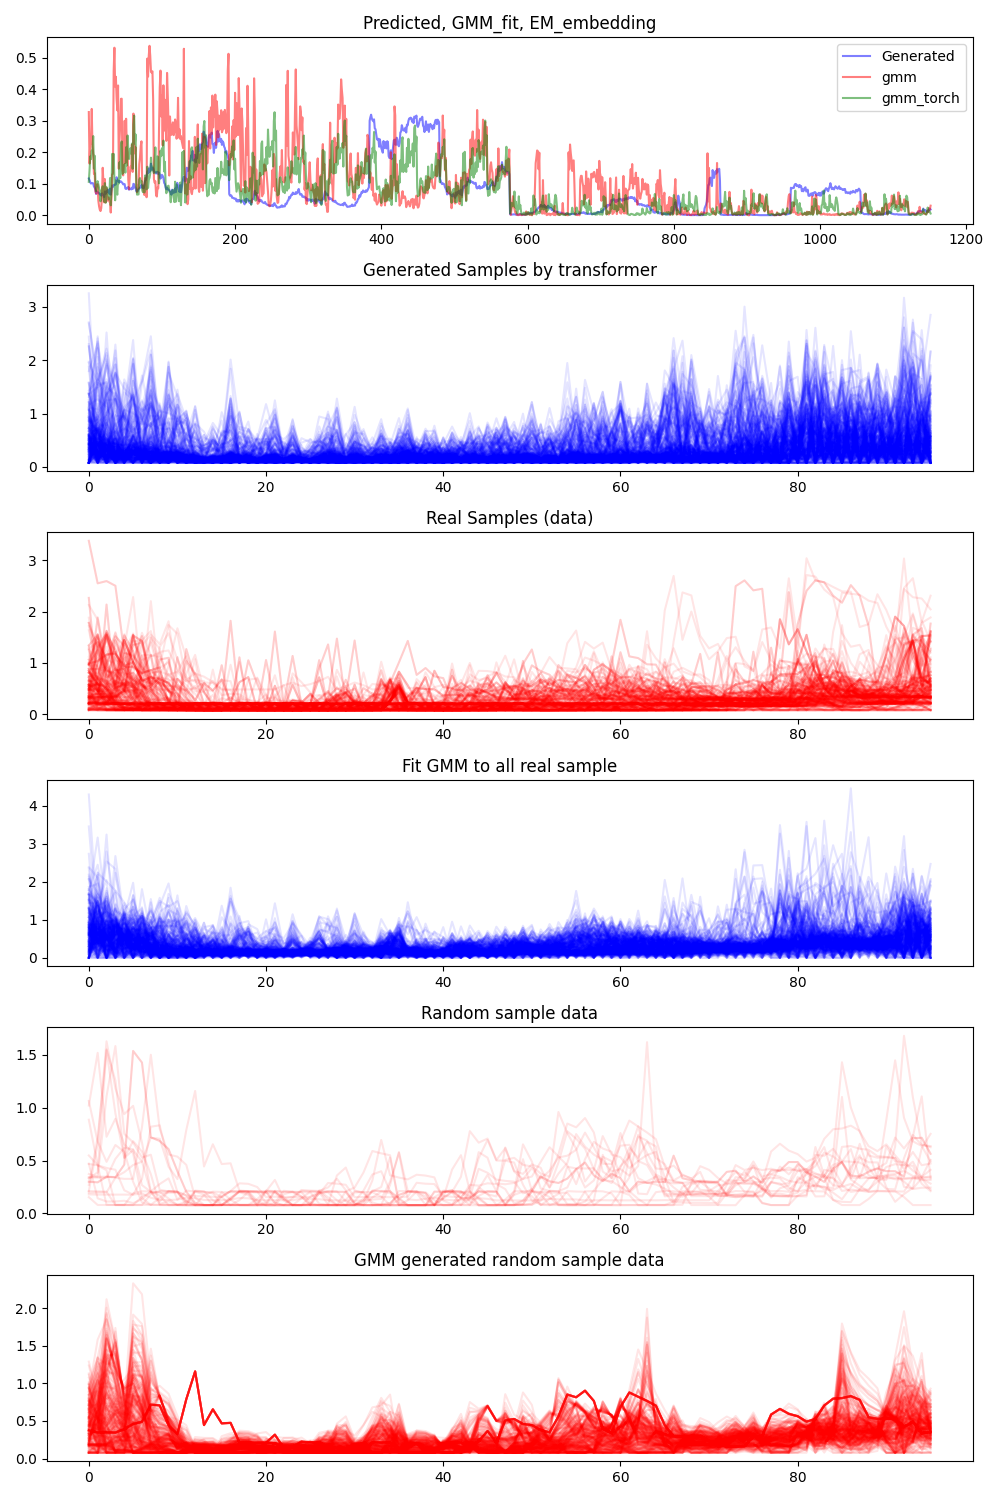 Predicted, GMM_fit, EM_embedding
0.5
0.4
0.3
0.2
0.1
0.0
Generated
gmm
gmm_torch
0 200 400 600 800 1000 1200
Generated Samples by transformer
3
2
1
0
0 20 40 60 80
Real Samples (data)
3
2
1
0
0 20 40 60 80
Fit GMM to all real sample
4
3
2
1
0
0 20 40 60 80
Random sample data
1.5
1.0
0.5
0.0
0 20 40 60 80
GMM generated random sample data
2.0
1.5
1.0
0.5
0.0
0 20 40 60 80